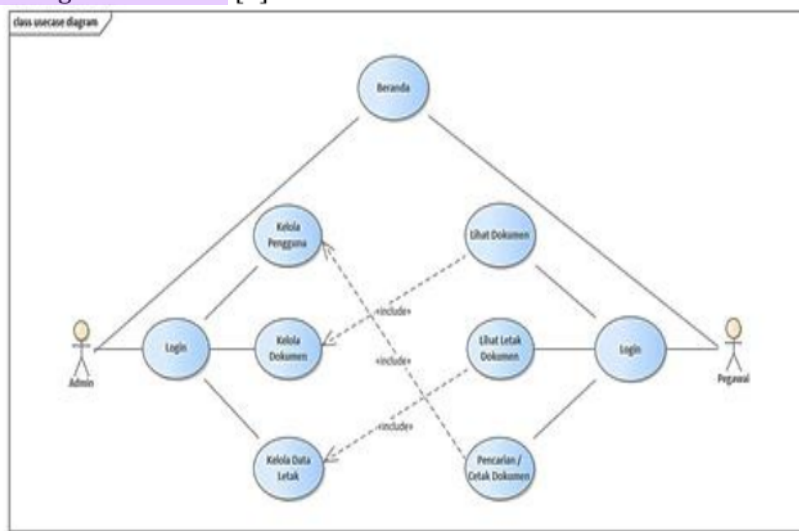 class usecase diagram
Beranda
Kelola
Pengguna
Lihat Dokumen
«include»
Admin
Login
Kelola
Dokumen
«include»
Lihat Letak
Dokumen
Login
Pegawai
«include»
Kelola Data
Letak
Pencarian /
Cetak Dokumen